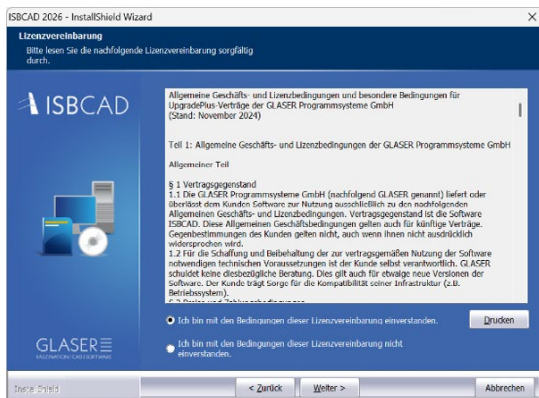 ISBCAD 2026 - InstallShield Wizard
Lizenzvereinbarung
Bitte lesen Sie die nachfolgende Lizenzvereinbarung sorgfältig
durch.
ISBCAD
Allgemeine Geschäfts- und Lizenzbedingungen und besondere Bedingungen für
UpgradePlus-Verträge der GLASER Programmsysteme GmbH
(Stand: November 2024)
Teil 1: Allgemeine Geschäfts- und Lizenzbedingungen der GLASER Programmsysteme GmbH
Allgemeiner Teil
§ 1 Vertragsgegenstand
1.1 Die GLASER Programmsysteme GmbH (nachfolgend GLASER genannt) liefert oder
überlässt dem Kunden Software zur Nutzung ausschließlich zu den nachfolgenden
Allgemeinen Geschäfts- und Lizenzbedingungen. Vertragsgegenstand ist die Software
ISBCAD. Diese Allgemeinen Geschäftsbedingungen gelten auch für künftige Verträge.
Gegenbestimmungen des Kunden gelten nicht, auch wenn ihnen nicht ausdrücklich
widersprochen wird.
1.2 Für die Schaffung und Beibehaltung der zur vertragsgemäßen Nutzung der Software
notwendigen technischen Voraussetzungen ist der Kunde selbst verantwortlich. GLASER
schuldet keine diesbezügliche Beratung. Dies gilt auch für etwaige neue Versionen der
Software. Der Kunde trägt Sorge für die Kompatibilität seiner Infrastruktur (z.B.
Betriebssystem).
§ 2 Preise und Zahlungsbedingungen
Ich bin mit den Bedingungen dieser Lizenzvereinbarung einverstanden.
Drucken
Ich bin mit den Bedingungen dieser Lizenzvereinbarung nicht
einverstanden.
GLASER
FASZINATION CAD SOFTWARE
InstallShield
< Zurück
Weiter >
Abbrechen